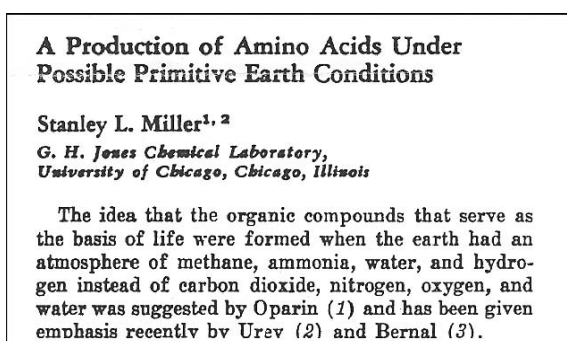 A Production of Amino Acids Under
Possible Primitive Earth Conditions
Stanley L. Miller¹, ²
G. H. Jones Chemical Laboratory,
University of Chicago, Chicago, Illinois
The idea that the organic compounds that serve as
the basis of life were formed when the earth had an
atmosphere of methane, ammonia, water, and hydro-
gen instead of carbon dioxide, nitrogen, oxygen, and
water was suggested by Oparin (1) and has been given
emphasis recently by Urey (2) and Bernal (3).